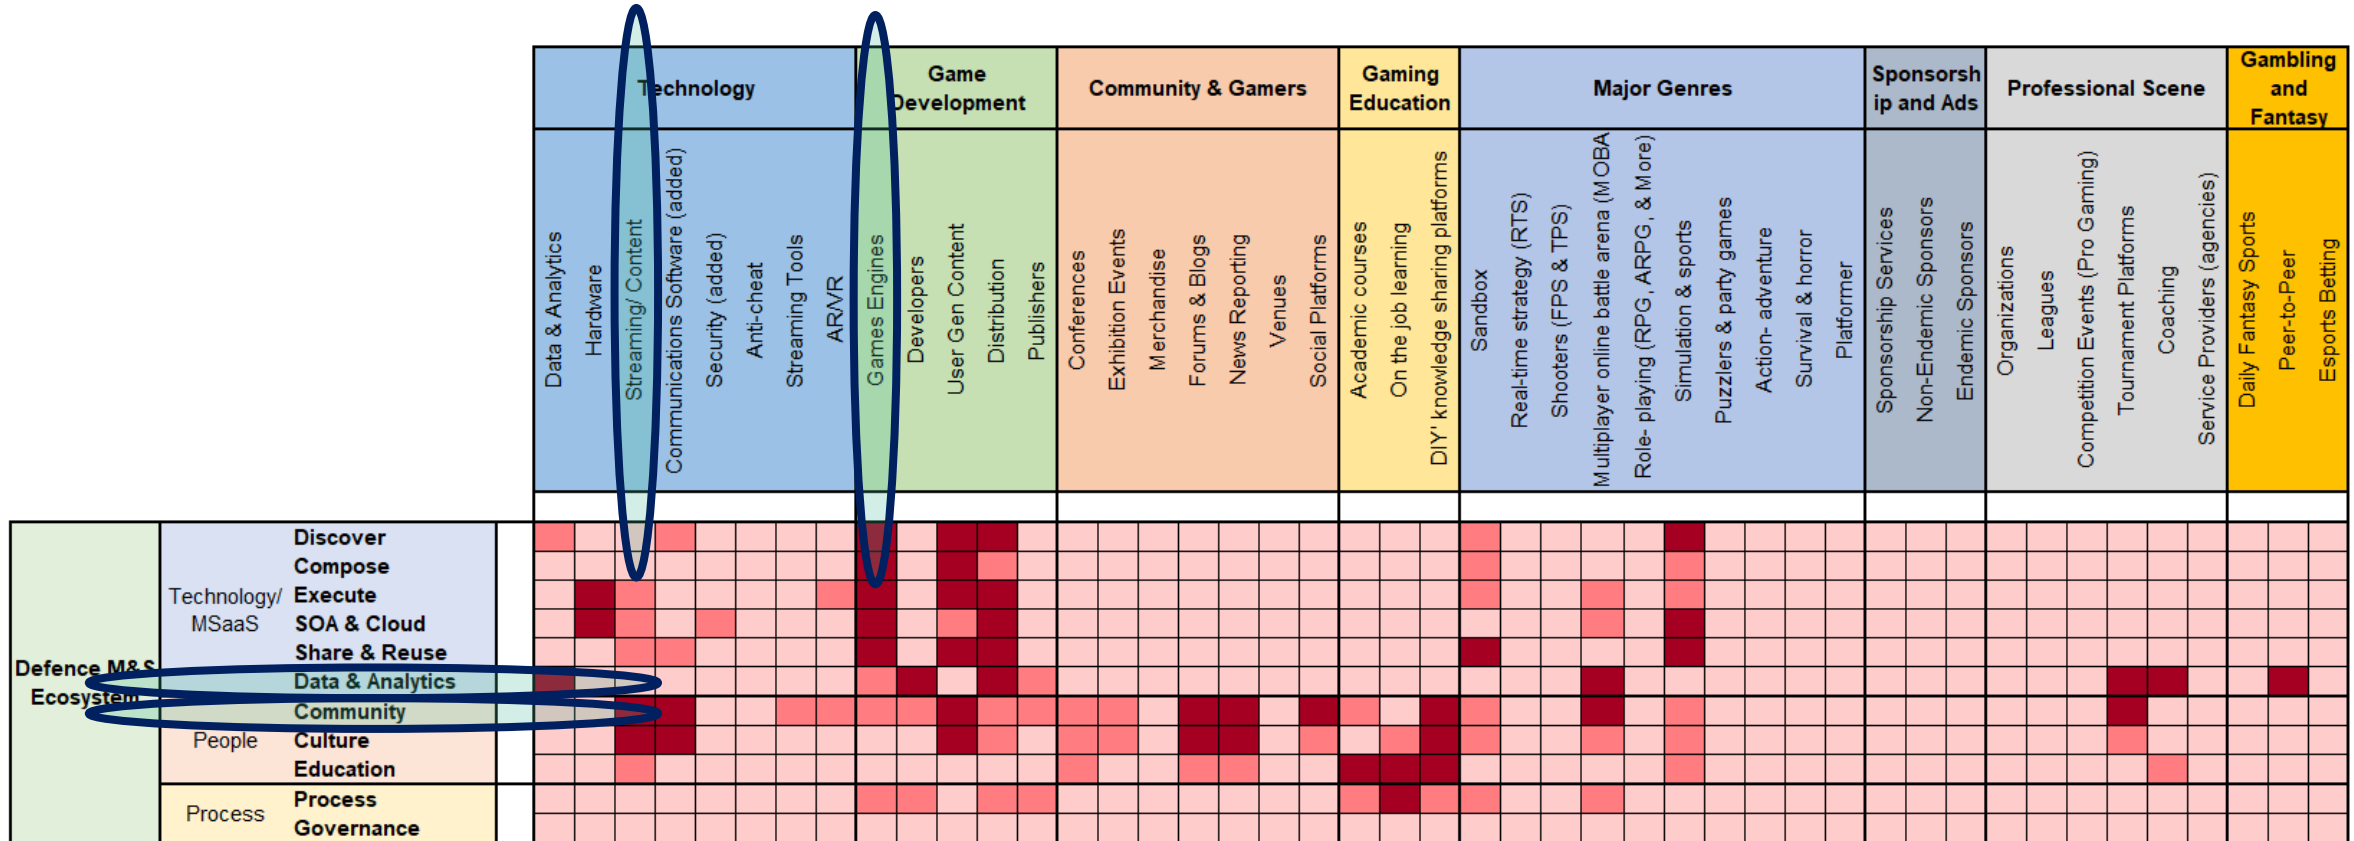 Technology
Game
Development
Community & Gamers
Gaming
Education
Major Genres
Sponsorsh
ip and Ads
Professional Scene
Gambling
and
Fantasy
Data & Analytics
Hardware
Streaming/ Content
Communications Software (added)
Security (added)
Anti-cheat
Streaming Tools
AR/VR
Games Engines
Developers
User Gen Content
Distribution
Publishers
Conferences
Exhibition Events
Merchandise
Forums & Blogs
News Reporting
Venues
Social Platforms
Academic courses
On the job learning
DIY' knowledge sharing platforms
Sandbox
Real-time strategy (RTS)
Shooters (FPS & TPS)
Multiplayer online battle arena (MOBA
Role- playing (RPG, ARPG, & More)
Simulation & sports
Puzzlers & party games
Action- adventure
Survival & horror
Platformer
Sponsorship Services
Non-Endemic Sponsors
Endemic Sponsors
Organizations
Leagues
Competition Events (Pro Gaming)
Tournament Platforms
Coaching
Service Providers (agencies)
Daily Fantasy Sports
Peer-to-Peer
Esports Betting
Defence M&S
Ecosystem
Technology/
MSaaS
Discover
Compose
Execute
SOA & Cloud
Share & Reuse
Data & Analytics
People
Community
Culture
Education
Process
Process
Governance